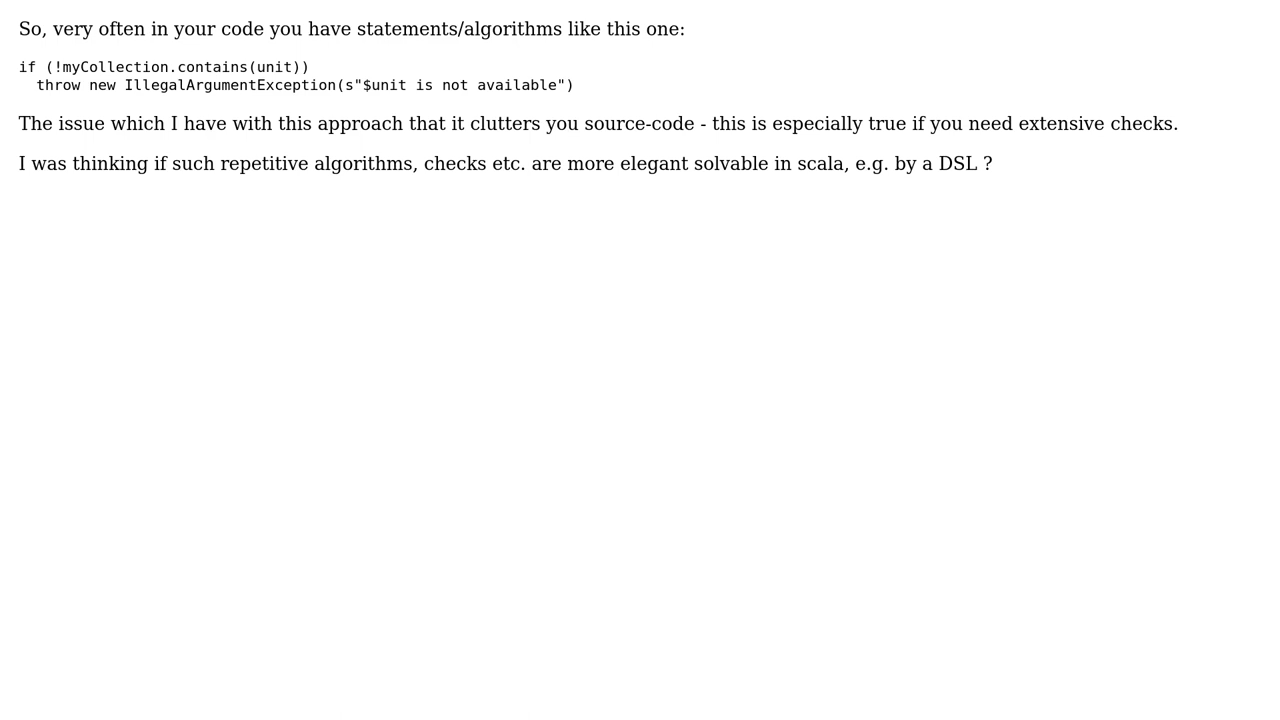 So, very often in your code you have statements/algorithms like this one:
if (!myCollection.contains(unit))
  throw new IllegalArgumentException(s"$unit is not available")
The issue which I have with this approach that it clutters you source-code - this is especially true if you need extensive checks.
I was thinking if such repetitive algorithms, checks etc. are more elegant solvable in scala, e.g. by a DSL ?